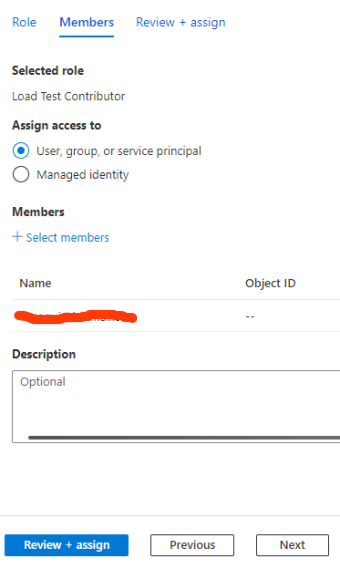 Role Members Review + assign
Selected role
Load Test Contributor
Assign access to
User, group, or service principal
Managed identity
Members
+ Select members
Name Object ID
--
Description
Optional
Review + assign Previous Next